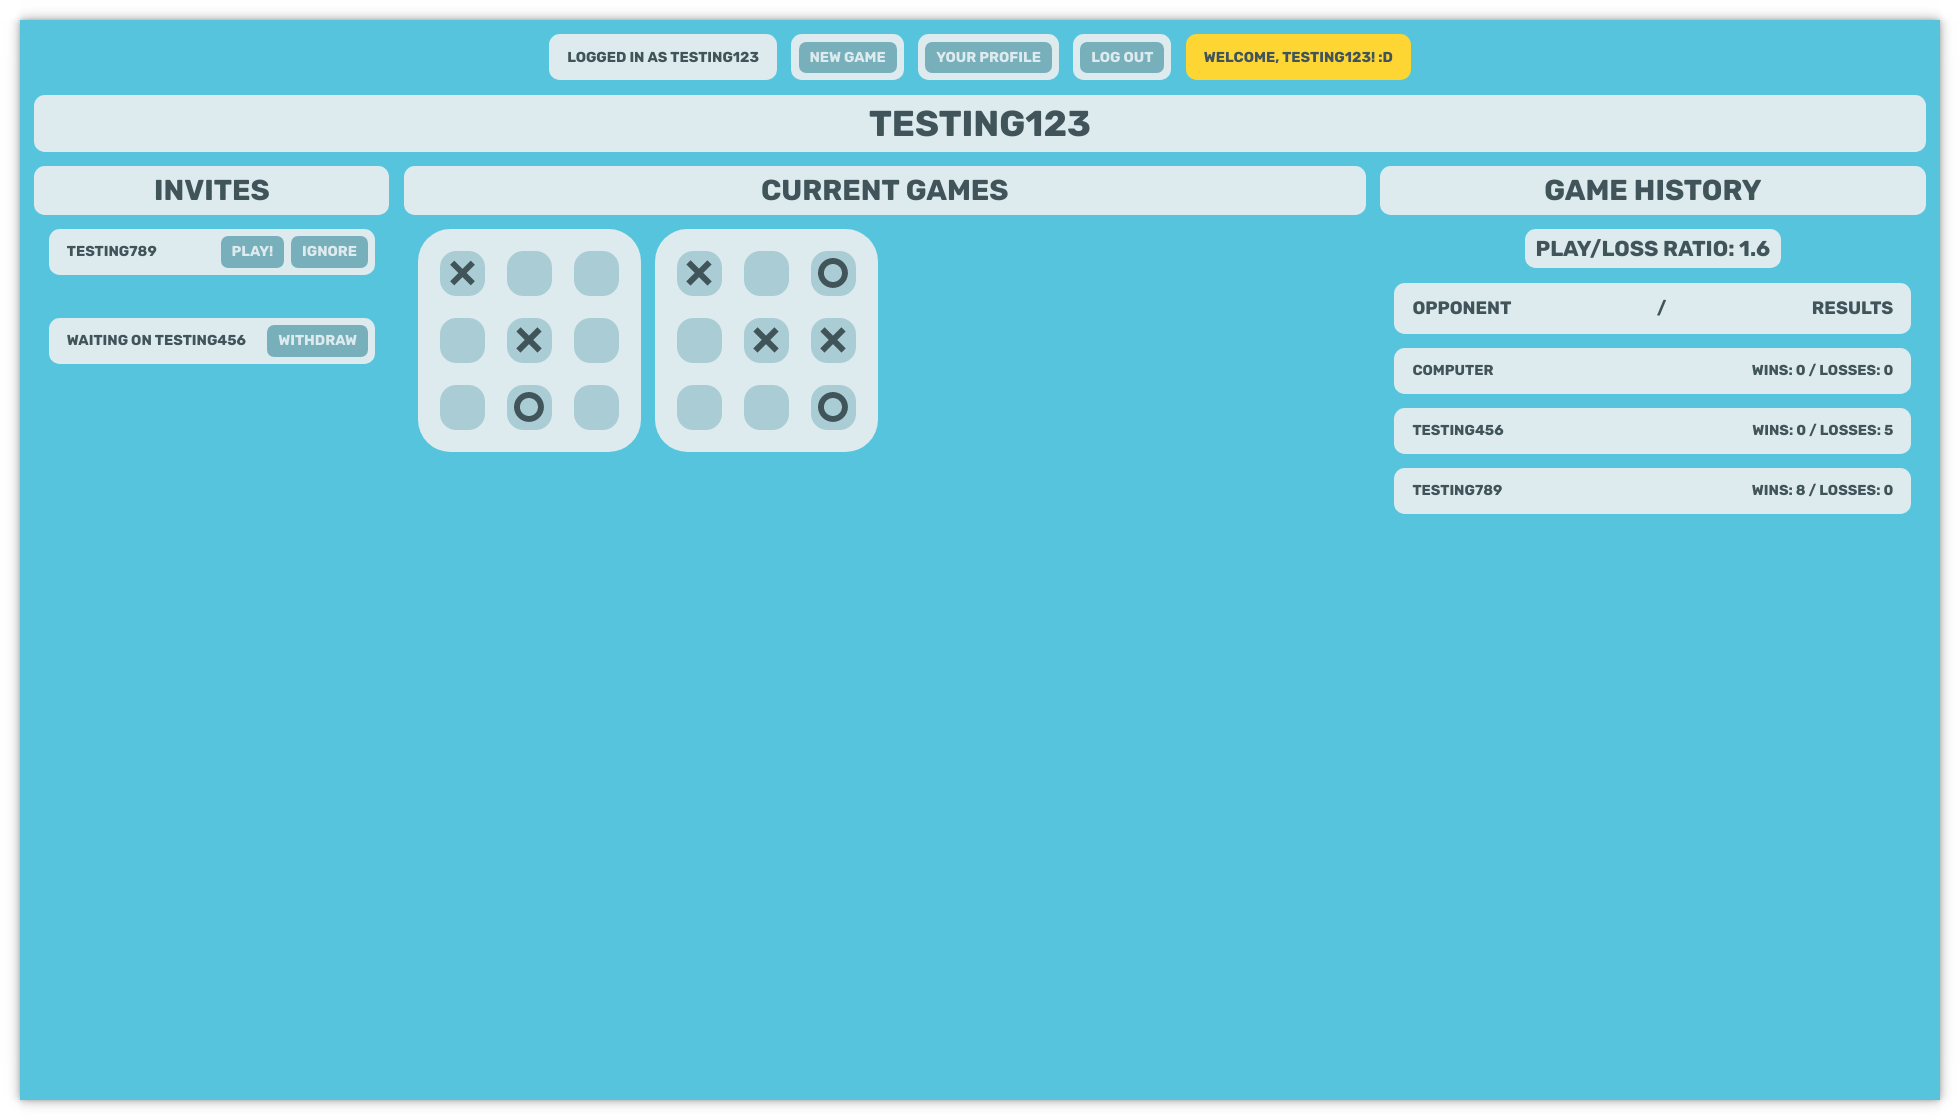 LOGGED IN AS TESTING123
NEW GAME
YOUR PROFILE
LOG OUT
WELCOME, TESTING123! :D
TESTING123
INVITES
TESTING789
PLAY!
IGNORE
WAITING ON TESTING456
WITHDRAW
CURRENT GAMES
GAME HISTORY
PLAY/LOSS RATIO: 1.6
OPPONENT / RESULTS
COMPUTER WINS: 0 / LOSSES: 0
TESTING456 WINS: 0 / LOSSES: 5
TESTING789 WINS: 8 / LOSSES: 0